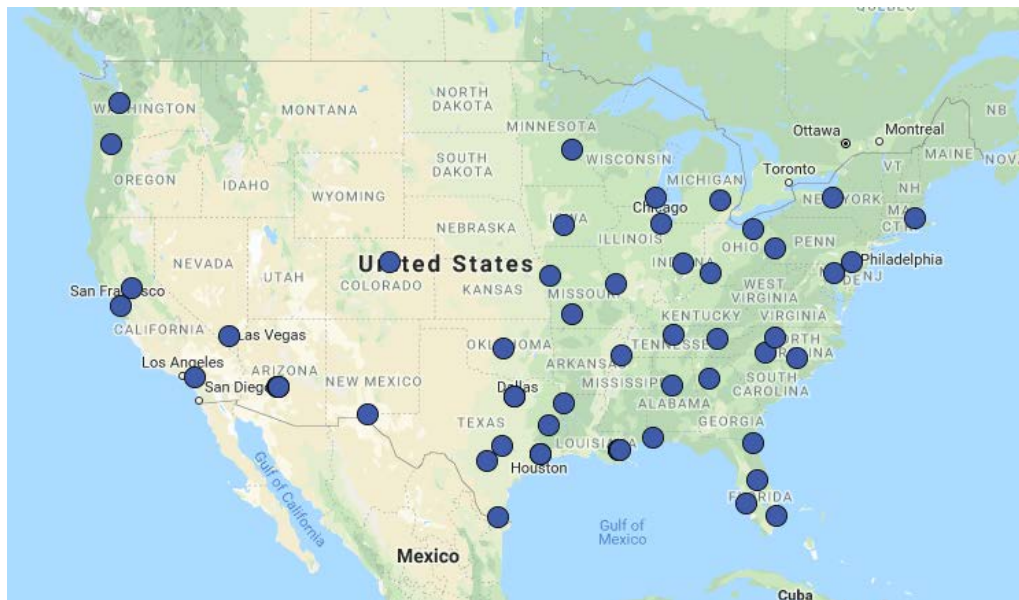 QUEBEC
NORTH
DAKOTA
WASHINGTON
MONTANA
NB
MINNESOTA
Ottawa
Montreal
MAINE
NOV
VT
WISCONSIN
SOUTH
DAKOTA
OREGON
IDAHO
MICHIGAN
Toronto
NH
WYOMING
NEW YORK
MA
CT
Chicago
IOWA
NEBRASKA
ILLINOIS
OHIO
PENN
NEVADA
United States
INDIANA
Philadelphia
UTAH
COLORADO
KANSAS
MISSOURI
DE
NJ
WEST
VIRGINIA
San Francisco
KENTUCKY
VIRGINIA
CALIFORNIA
Las Vegas
OKLAHOMA
TENNESSEE
NORTH
CAROLINA
Los Angeles
ARIZONA
NEW MEXICO
ARKANSAS
San Diego
Dallas
MISSISSIPPI
SOUTH
CAROLINA
ALABAMA
TEXAS
GEORGIA
LOUISIANA
Houston
Gulf of California
FLORIDA
Gulf of
Mexico
Mexico
Cuba